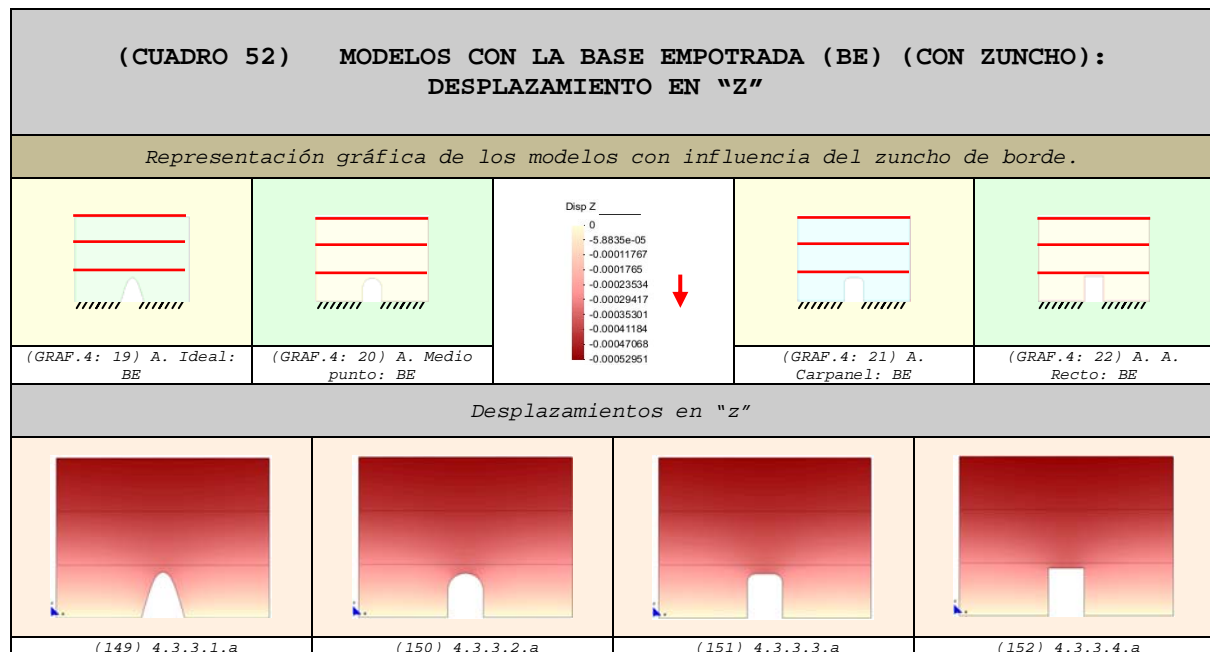 (CUADRO 52)   MODELOS CON LA BASE EMPOTRADA (BE) (CON ZUNCHO):
DESPLAZAMIENTO EN “Z”
Representación gráfica de los modelos con influencia del zuncho de borde.
Disp Z
0
-5.8835e-05
-0.00011767
-0.0001765
-0.00023534
-0.00029417
-0.00035301
-0.00041184
-0.00047068
-0.00052951
(GRAF.4: 19) A. Ideal:
BE
(GRAF.4: 20) A. Medio
punto: BE
(GRAF.4: 21) A.
Carpanel: BE
(GRAF.4: 22) A. A.
Recto: BE
Desplazamientos en “z”
(149) 4.3.3.1.a
(150) 4.3.3.2.a
(151) 4.3.3.3.a
(152) 4.3.3.4.a